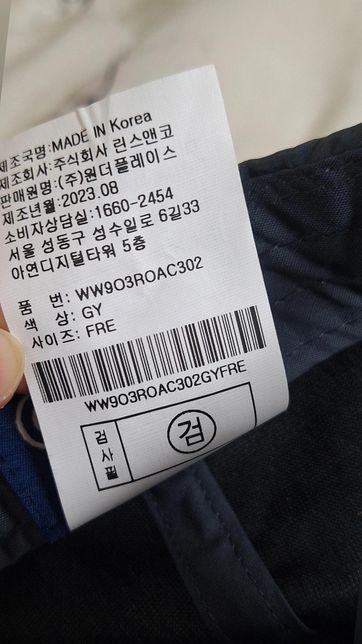 제조국명:MADE IN Korea
제조회사:주식회사 린스앤코
판매원명:(주)원더플레이스
제조년월:2023.08
소비자상담실:1660-2454
서울 성동구 성수일로 6길33
아연디지털타워 5층
품 번: WW9O3ROAC302
색 상: GY
사이즈: FRE
WW9O3ROAC302GYFRE
검사필 검